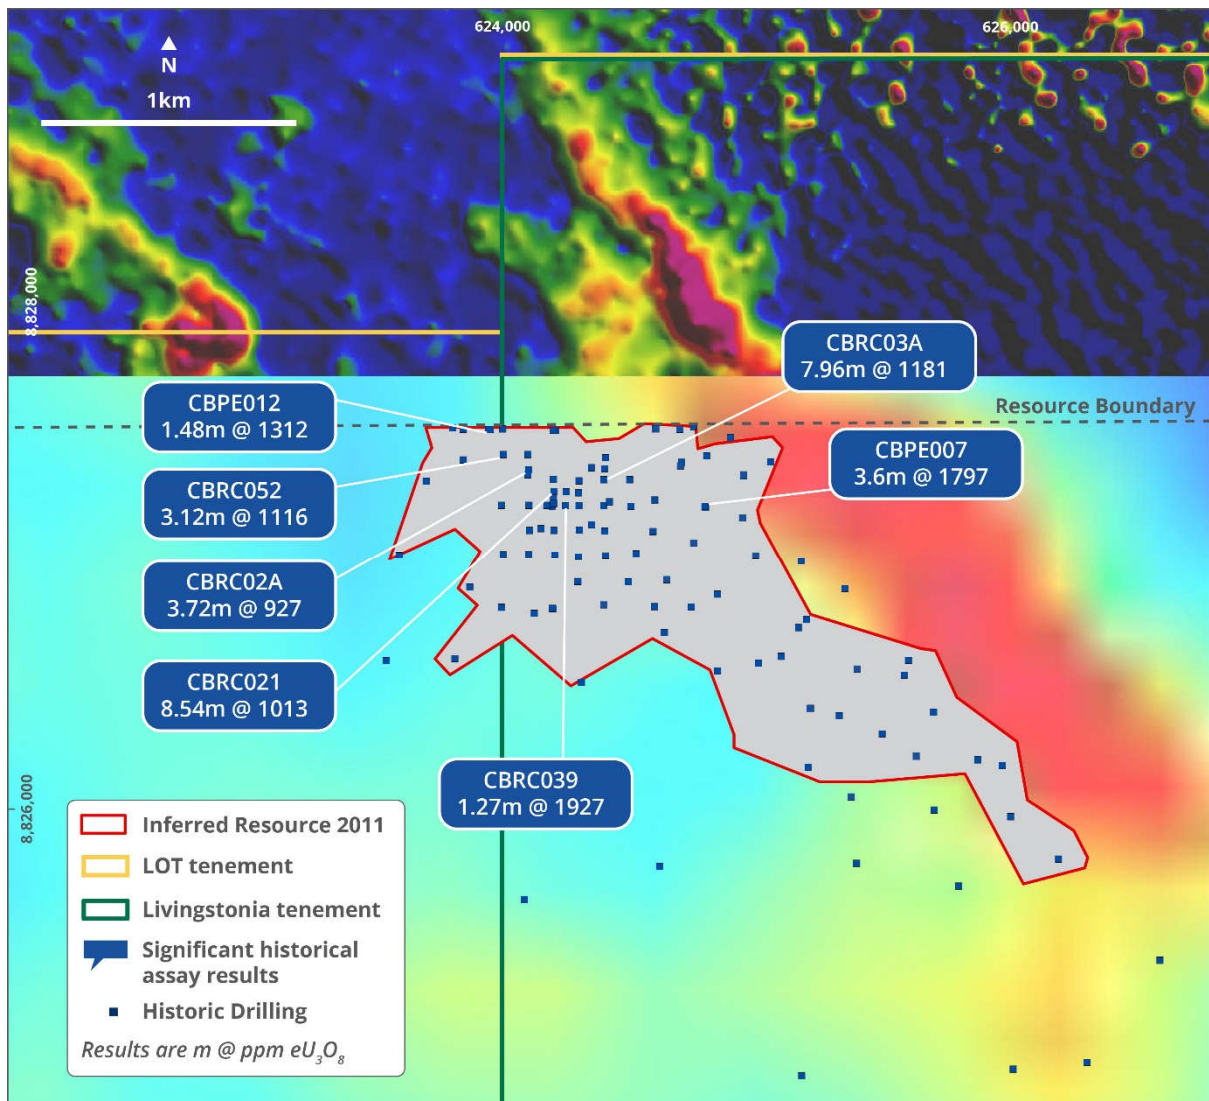 624,000
626,000
N
1km
8,828,000
CBRC03A
7.96m @ 1181
Resource Boundary
CBPE012
1.48m @ 1312
CBPE007
3.6m @ 1797
CBRC052
3.12m @ 1116
CBRC02A
3.72m @ 927
CBRC021
8.54m @ 1013
CBRC039
1.27m @ 1927
8,826,000
Inferred Resource 2011
LOT tenement
Livingstonia tenement
Significant historical
assay results
Historic Drilling
Results are m @ ppm eU₃O₈